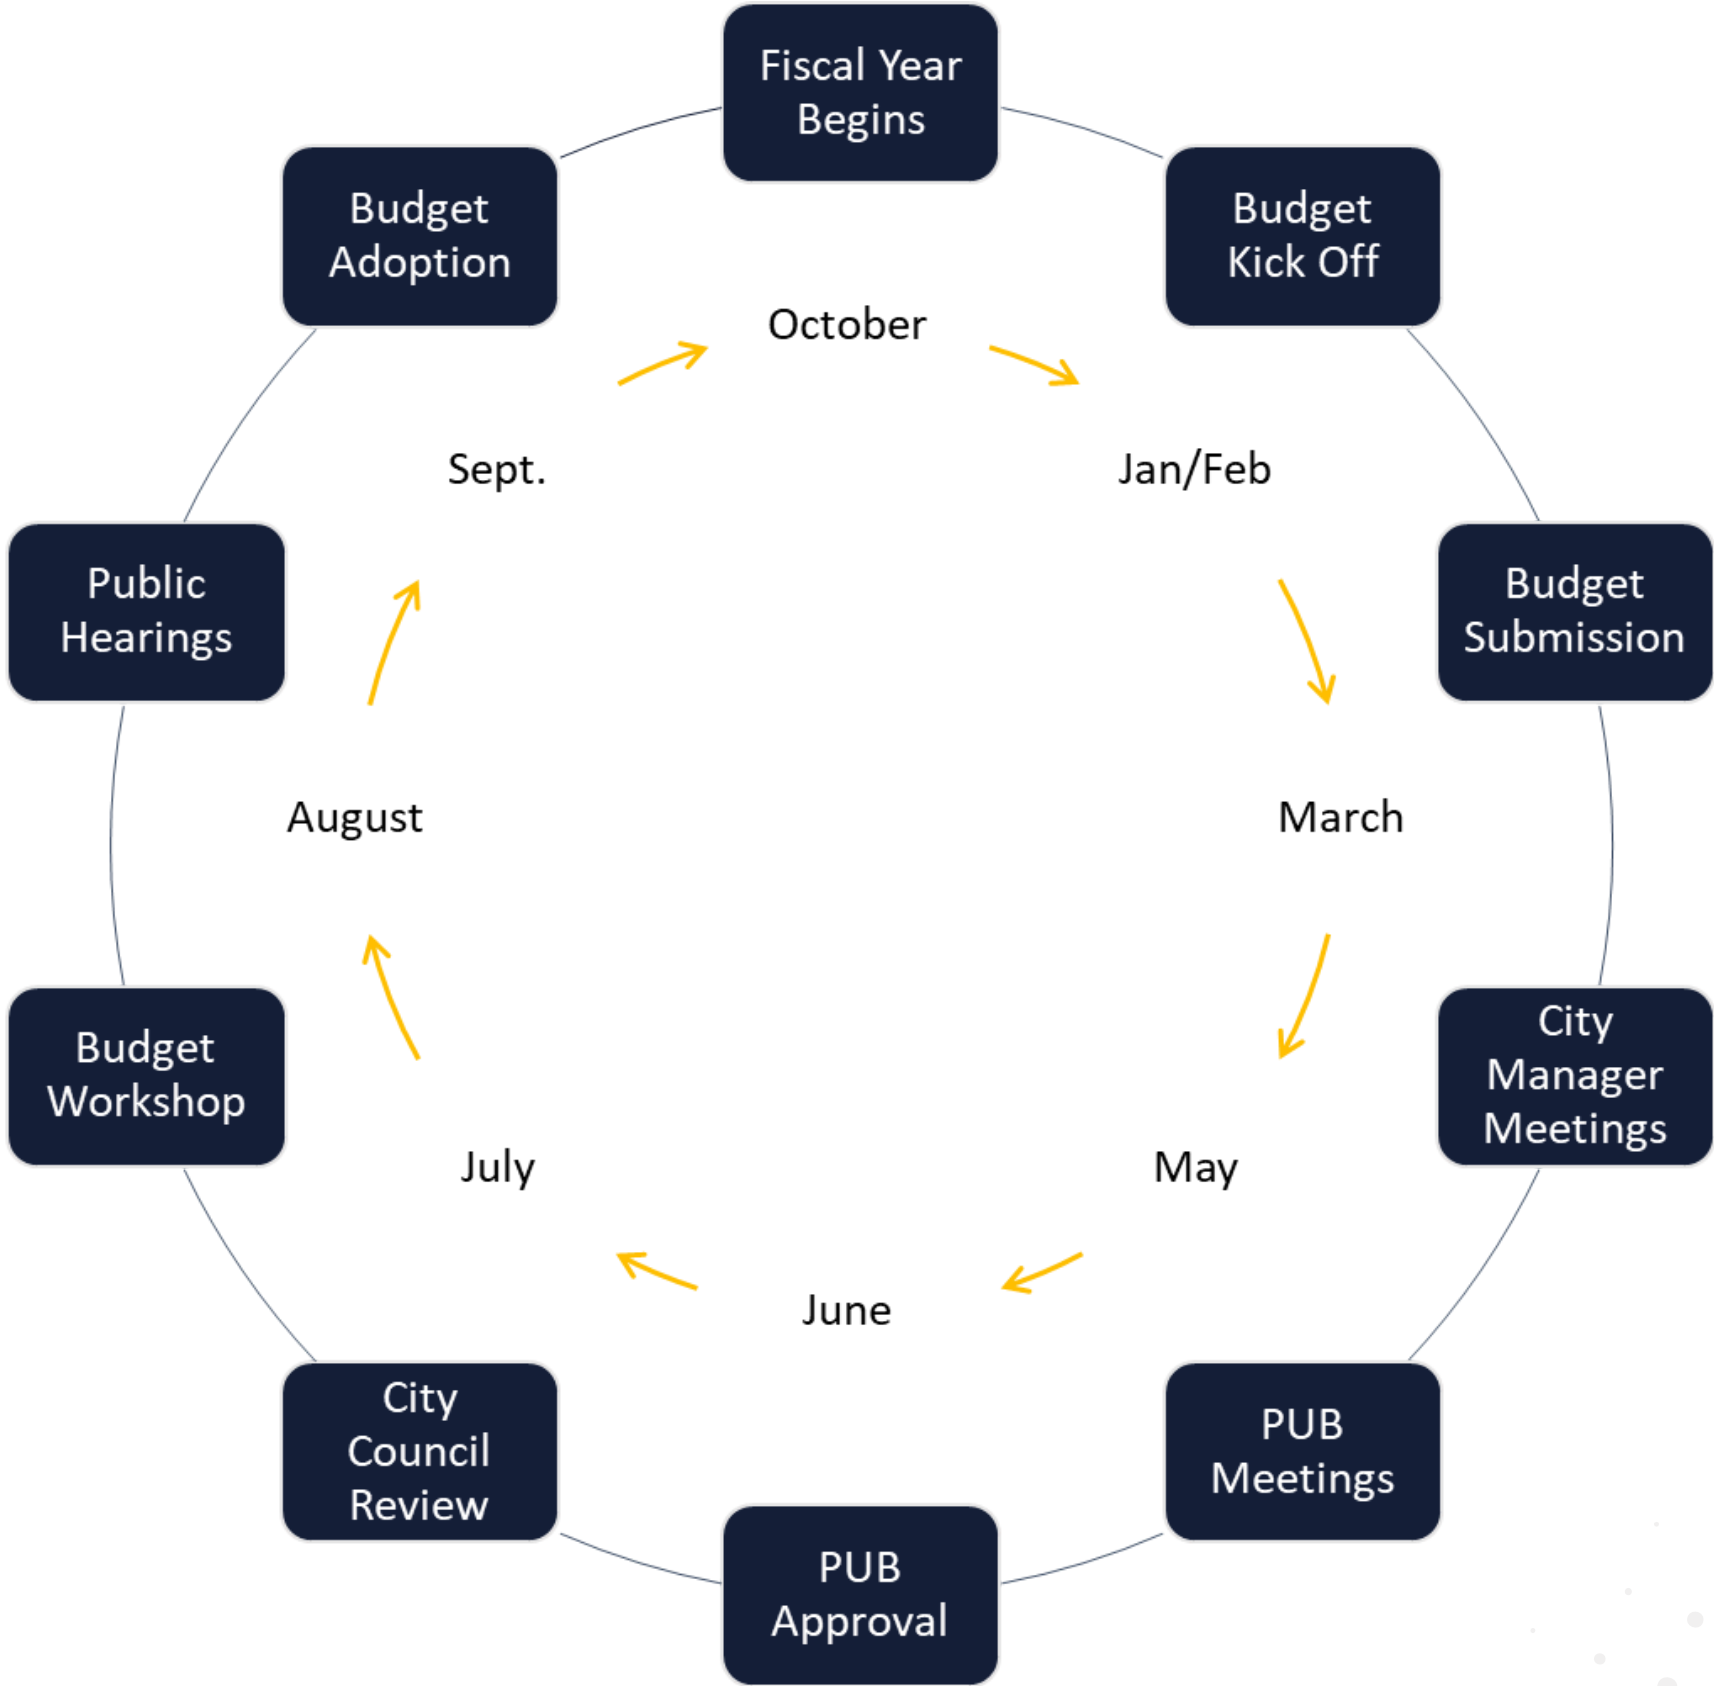 Fiscal Year
Begins
Budget
Kick Off
Budget
Submission
City
Manager
Meetings
PUB
Meetings
PUB
Approval
City
Council
Review
Budget
Workshop
Public
Hearings
Budget
Adoption
October
Jan/Feb
March
May
June
July
August
Sept.